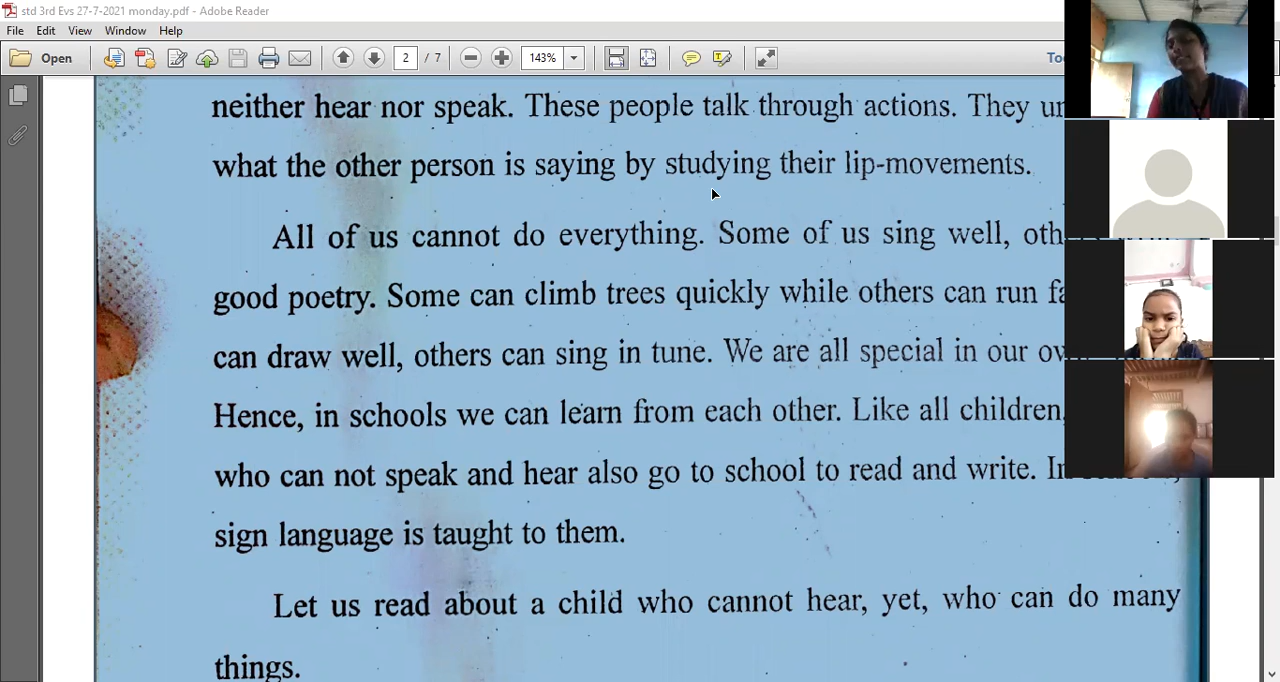 std 3rd Evs 27-7-2021 monday.pdf - Adobe Reader
File Edit View Window Help
Open 2 / 7 143%
neither hear nor speak. These people talk through actions. They
what the other person is saying by studying their lip-movements.
All of us cannot do everything. Some of us sing well,
good poetry. Some can climb trees quickly while others can run
can draw well, others can sing in tune. We are all special in our
Hence, in schools we can learn from each other. Like all children,
who can not speak and hear also go to school to read and write.
sign language is taught to them.
Let us read about a child who cannot hear, yet, who can do many
things.